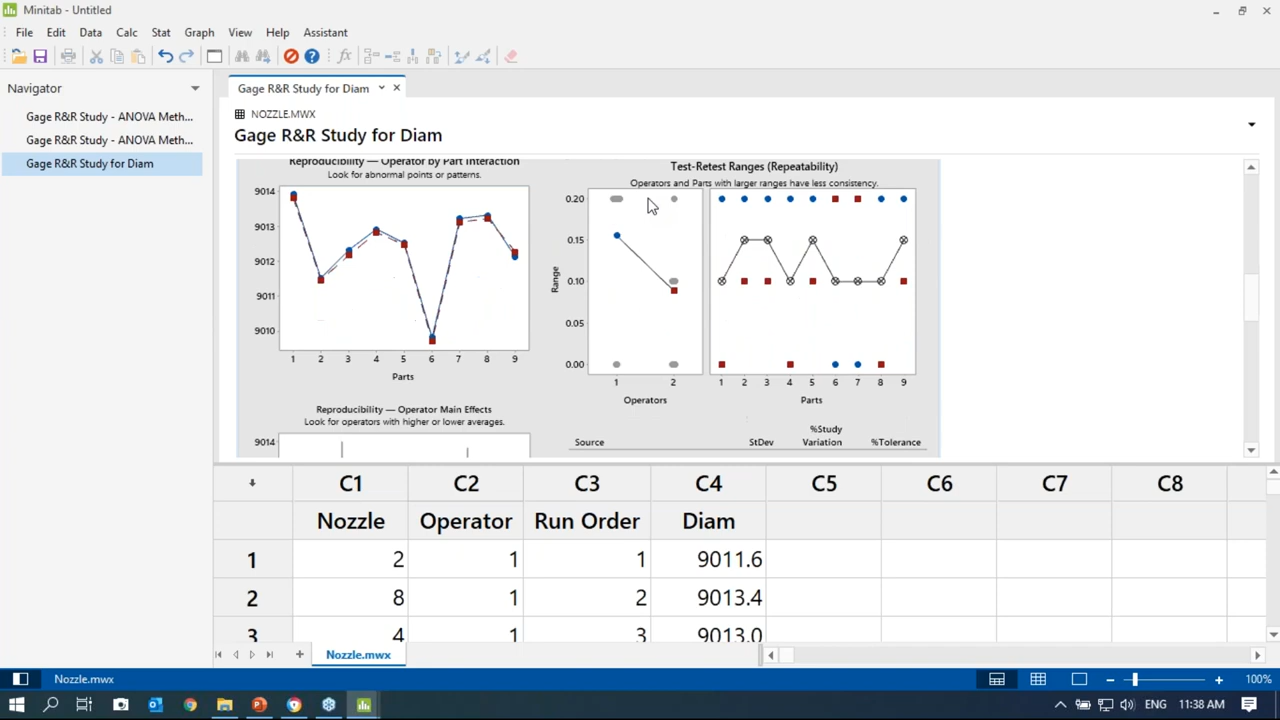 Minitab - Untitled
File Edit Data Calc Stat Graph View Help Assistant
Navigator
Gage R&R Study - ANOVA Meth...
Gage R&R Study - ANOVA Meth...
Gage R&R Study for Diam
Gage R&R Study for Diam
NOZZLE.MWX
Gage R&R Study for Diam
Reproducibility — Operator by Part Interaction
Look for abnormal points or patterns.
9014
9013
9012
9011
9010
1 2 3 4 5 6 7 8 9
Parts
Test-Retest Ranges (Repeatability)
Operators and Parts with larger ranges have less consistency.
Range
0.20
0.15
0.10
0.05
0.00
1 2
Operators
1 2 3 4 5 6 7 8 9
Parts
Reproducibility — Operator Main Effects
Look for operators with higher or lower averages.
9014
%Study
Source StDev Variation %Tolerance
C1 C2 C3 C4 C5 C6 C7 C8
Nozzle Operator Run Order Diam
1 2 1 1 9011.6
2 8 1 2 9013.4
3 4 1 3 9013.0
Nozzle.mwx
Nozzle.mwx 100%
ENG 11:38 AM